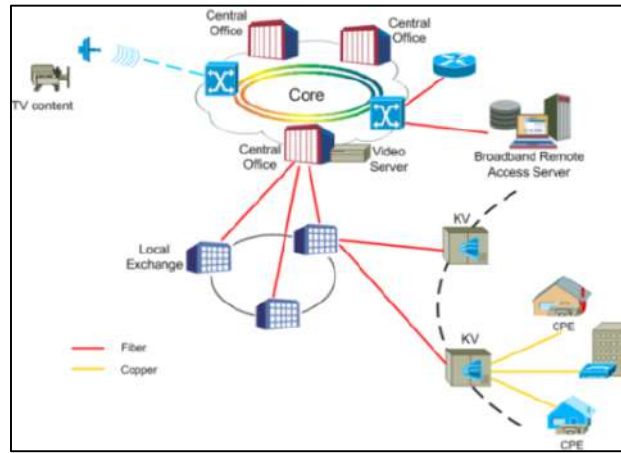 Central
Office
Central
Office
TV content
Core
Central
Office
Video
Server
Broadband Remote
Access Server
KV
Local
Exchange
CPE
KV
Fiber
Copper
CPE